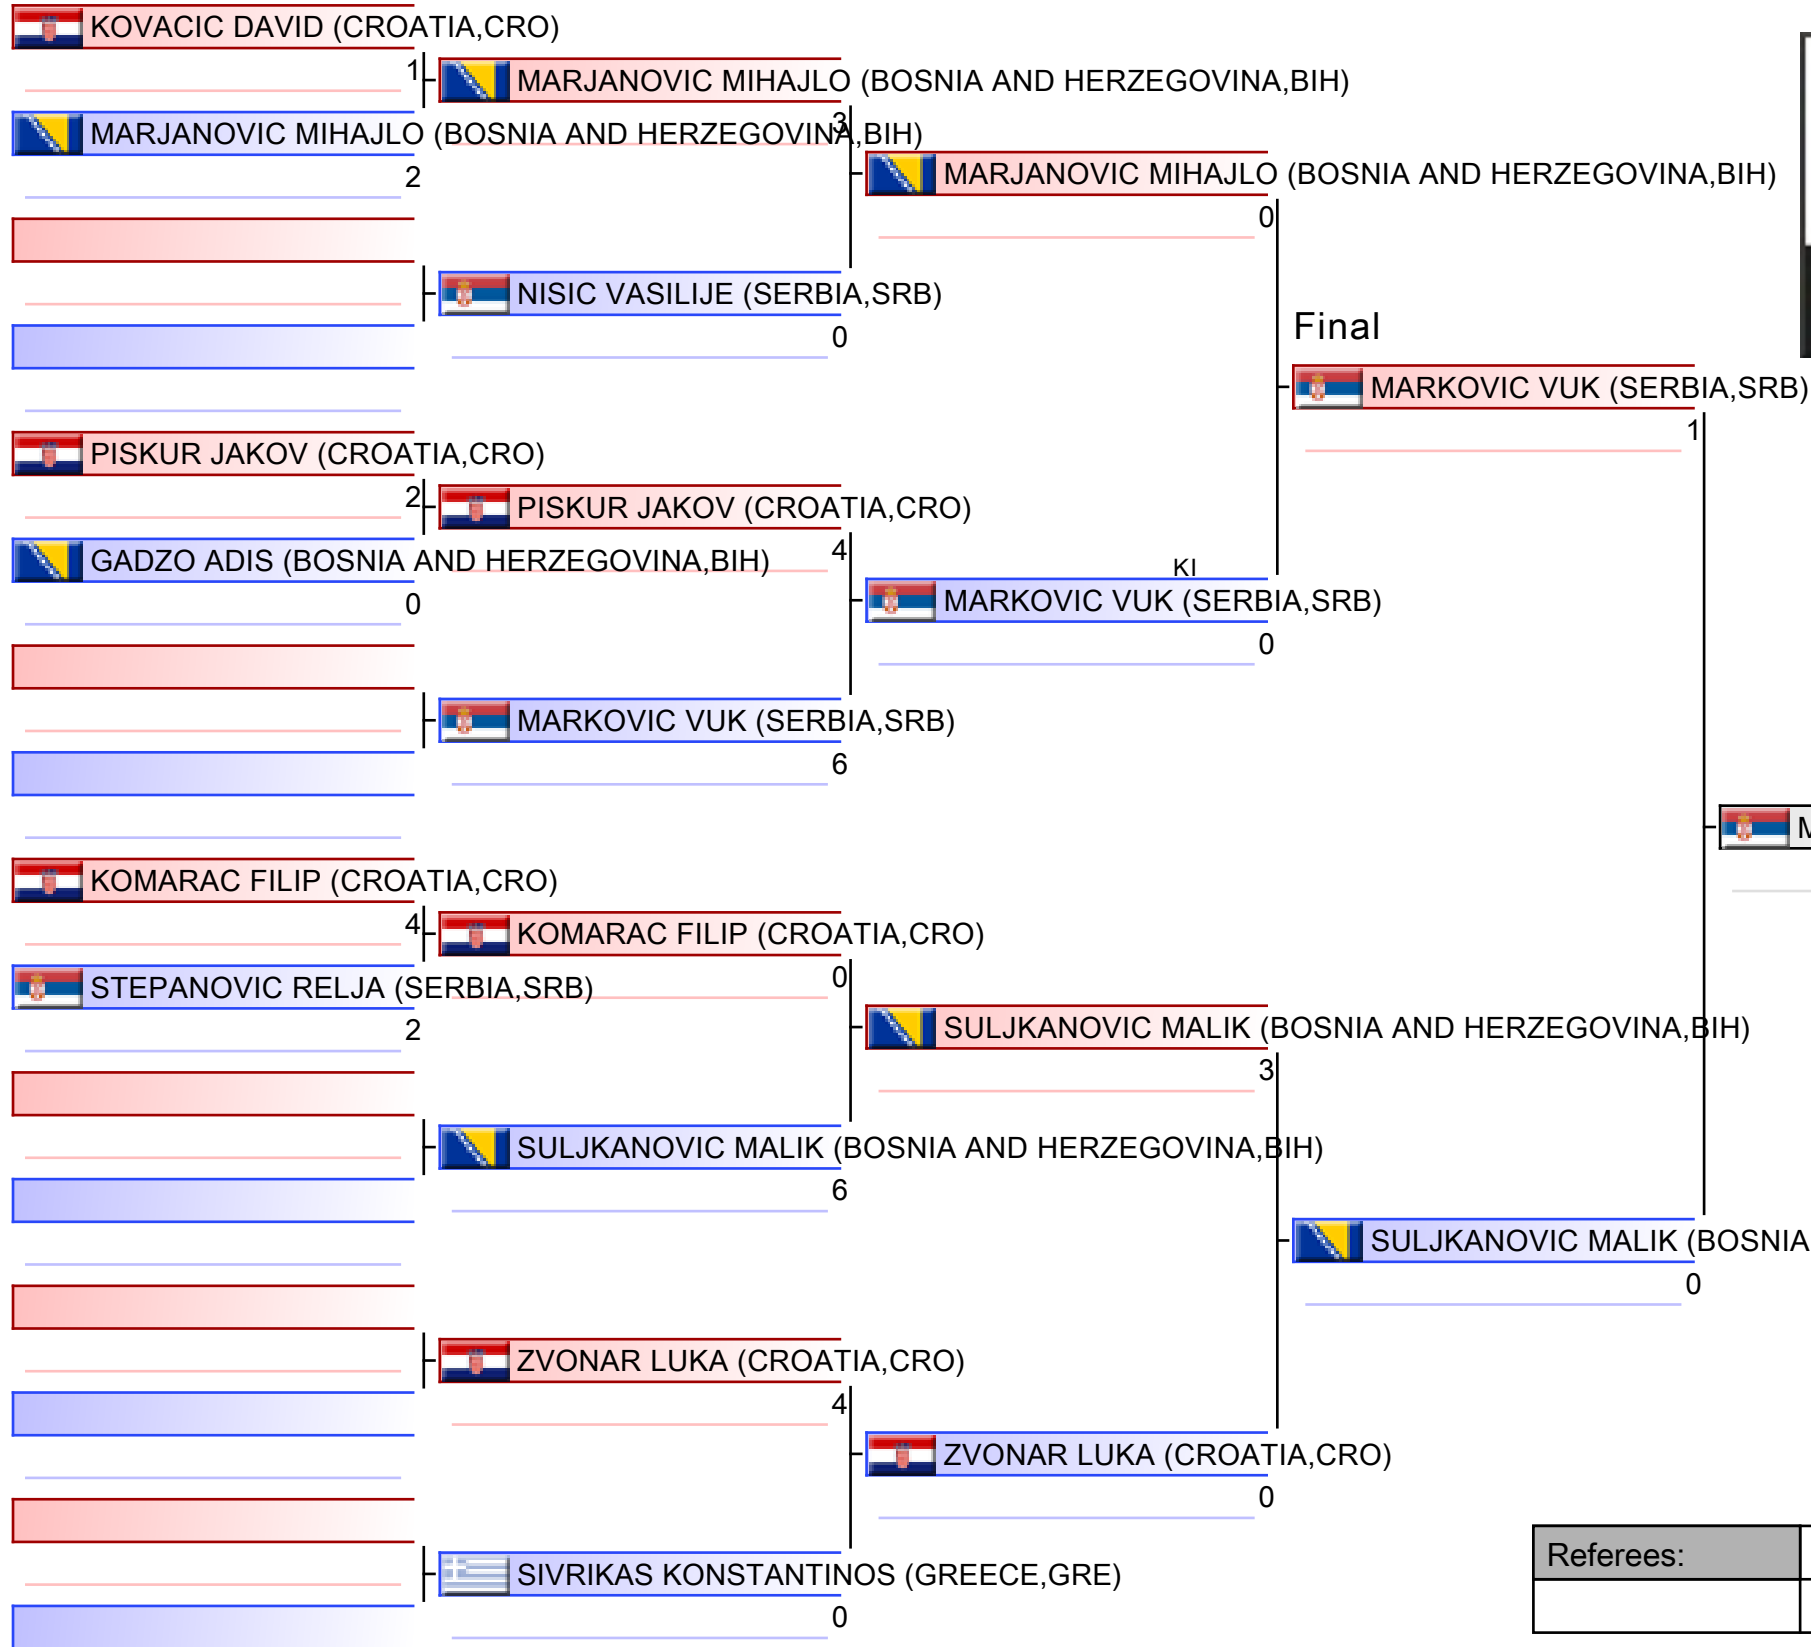 KOVACIC DAVID (CROATIA,CRO)
1
MARJANOVIC MIHAJLO (BOSNIA AND HERZEGOVINA,BIH)
2
PISKUR JAKOV (CROATIA,CRO)
2
GADZO ADIS (BOSNIA AND HERZEGOVINA,BIH)
0
KOMARAC FILIP (CROATIA,CRO)
4
STEPANOVIC RELJA (SERBIA,SRB)
2
MARJANOVIC MIHAJLO (BOSNIA AND HERZEGOVINA,BIH)
3
NISIC VASILIJE (SERBIA,SRB)
0
PISKUR JAKOV (CROATIA,CRO)
4
MARKOVIC VUK (SERBIA,SRB)
6
KOMARAC FILIP (CROATIA,CRO)
0
SULJKANOVIC MALIK (BOSNIA AND HERZEGOVINA,BIH)
6
ZVONAR LUKA (CROATIA,CRO)
4
SIVRIKAS KONSTANTINOS (GREECE,GRE)
0
MARJANOVIC MIHAJLO (BOSNIA AND HERZEGOVINA,BIH)
0
KI
MARKOVIC VUK (SERBIA,SRB)
0
SULJKANOVIC MALIK (BOSNIA AND HERZEGOVINA,BIH)
3
ZVONAR LUKA (CROATIA,CRO)
0
Final
MARKOVIC VUK (SERBIA,SRB)
1
SULJKANOVIC MALIK (BOSNIA
0
Referees: